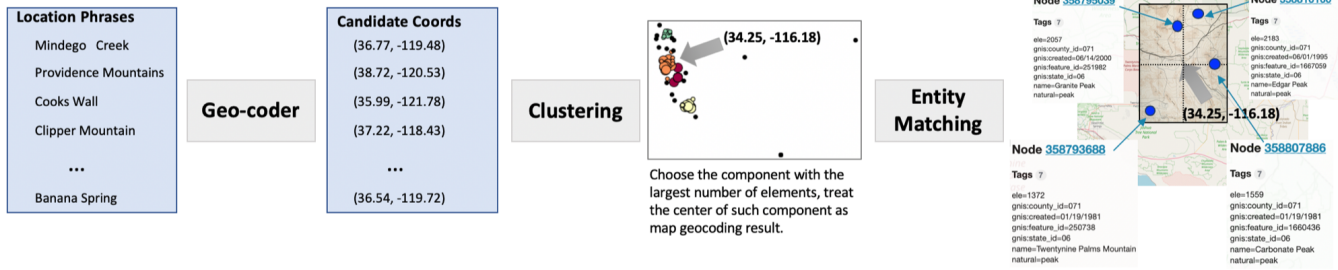 Location Phrases
Mindego Creek
Providence Mountains
Cooks Wall
Clipper Mountain
...
Banana Spring
Geo-coder
Candidate Coords
(36.77, -119.48)
(38.72, -120.53)
(35.99, -121.78)
(37.22, -118.43)
...
(36.54, -119.72)
Clustering
(34.25, -116.18)
Choose the component with the
largest number of elements, treat
the center of such component as
map geocoding result.
Entity
Matching
Node 358795039
Tags 7
ele=2057
gnis:county_id=071
gnis:created=06/14/2000
gnis:feature_id=251982
gnis:state_id=06
name=Granite Peak
natural=peak
Tags 7
ele=2183
gnis:county_id=071
gnis:created=06/01/1995
gnis:feature_id=1667059
gnis:state_id=06
name=Edgar Peak
natural=peak
(34.25, -116.18)
Node 358793688
Tags 7
ele=1372
gnis:county_id=071
gnis:created=01/19/1981
gnis:feature_id=250738
gnis:state_id=06
name=Twentynine Palms Mountain
natural=peak
Node 358807886
Tags 7
ele=1559
gnis:county_id=071
gnis:created=01/19/1981
gnis:feature_id=1660436
gnis:state_id=06
name=Carbonate Peak
natural=peak